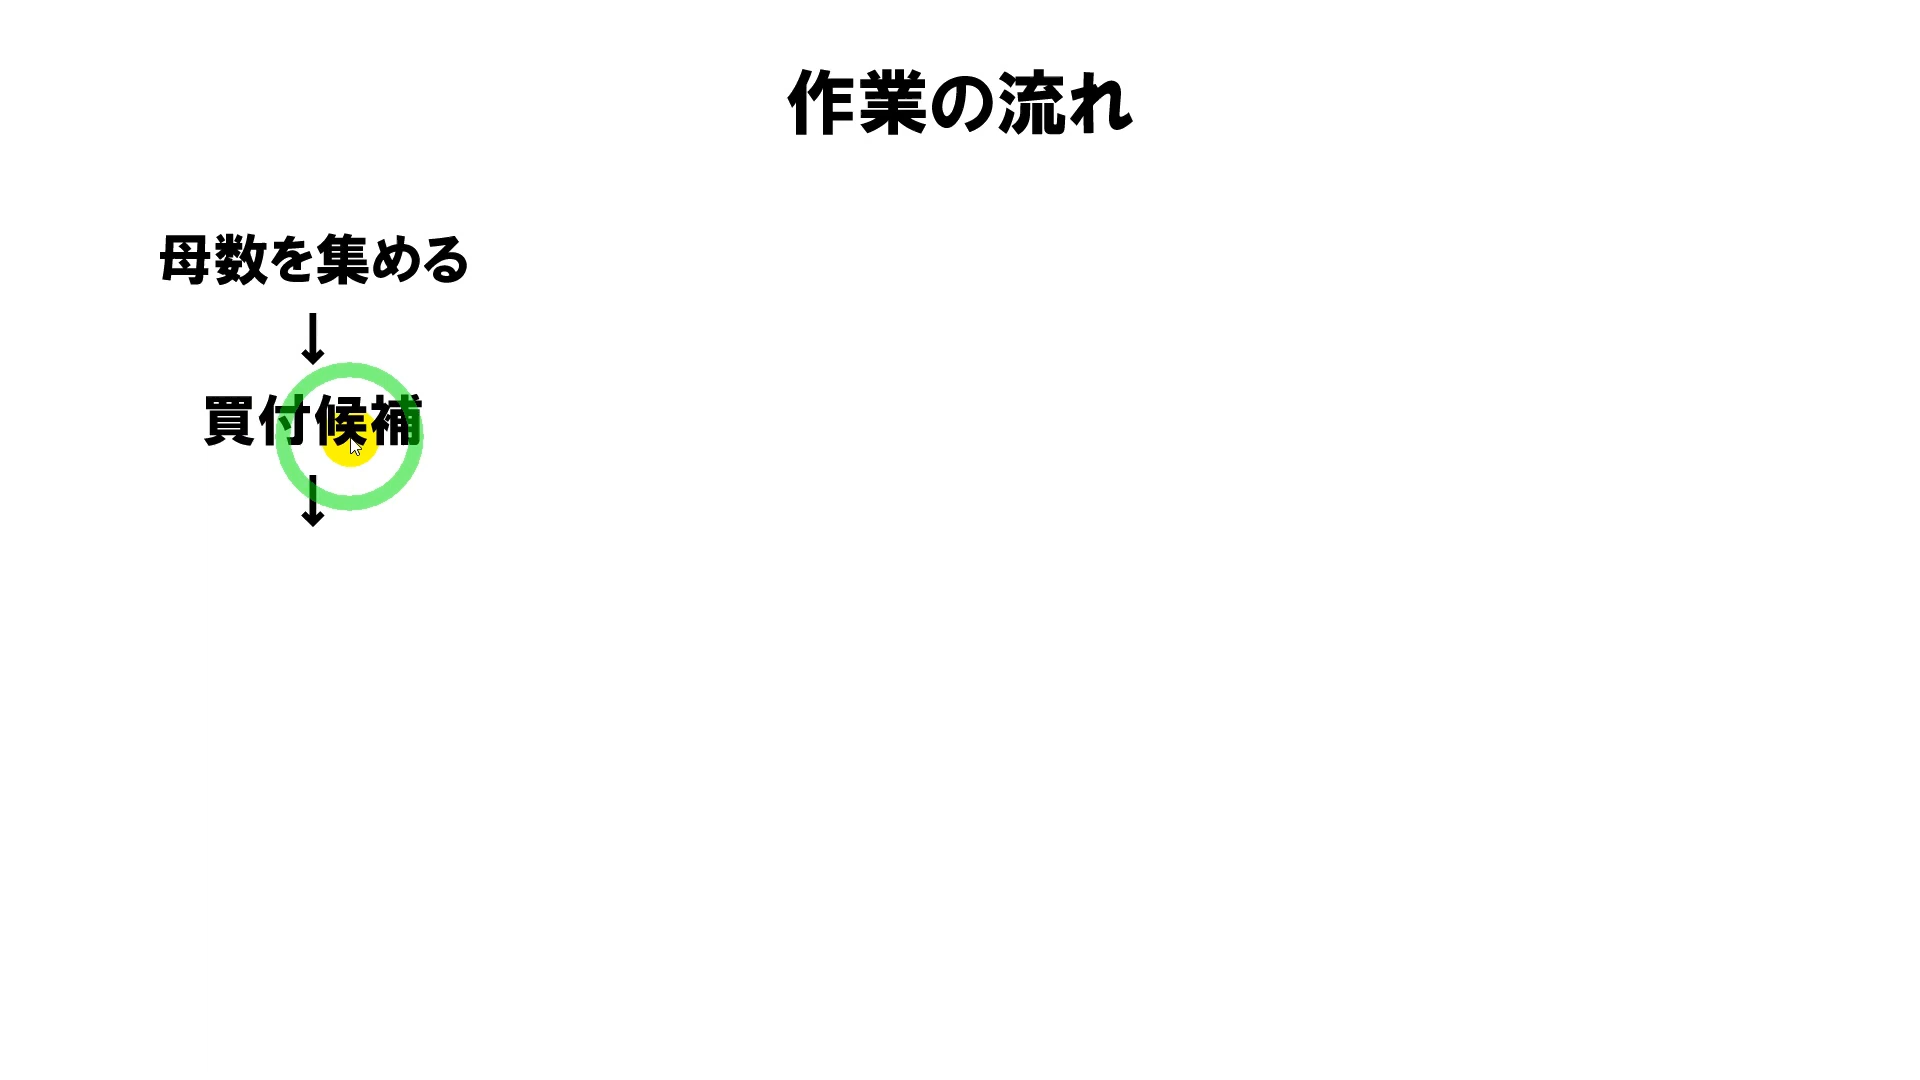 作業の流れ
母数を集める
↓
買付候補
↓